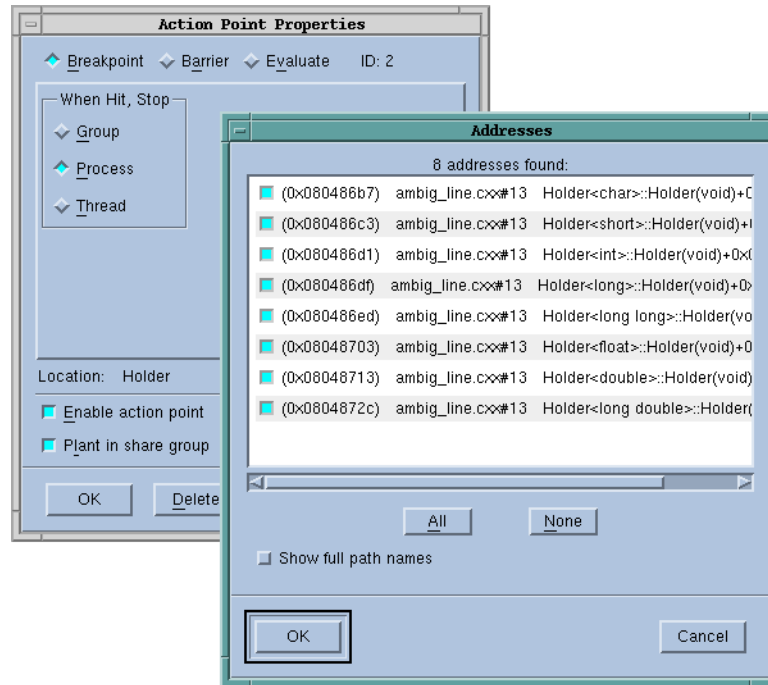 Action Point Properties
Breakpoint Barrier Evaluate ID: 2
When Hit, Stop
Group
Process
Thread
Location: Holder
Enable action point
Plant in share group
OK Delete
Addresses
8 addresses found:
(0x080486b7) ambig_line.cxx#13 Holder<char>::Holder(void)+0
(0x080486c3) ambig_line.cxx#13 Holder<short>::Holder(void)+
(0x080486d1) ambig_line.cxx#13 Holder<int>::Holder(void)+0x
(0x080486df) ambig_line.cxx#13 Holder<long>::Holder(void)+0
(0x080486ed) ambig_line.cxx#13 Holder<long long>::Holder(vo
(0x08048703) ambig_line.cxx#13 Holder<float>::Holder(void)+0
(0x08048713) ambig_line.cxx#13 Holder<double>::Holder(void)
(0x0804872c) ambig_line.cxx#13 Holder<long double>::Holder(
All None
Show full path names
OK Cancel